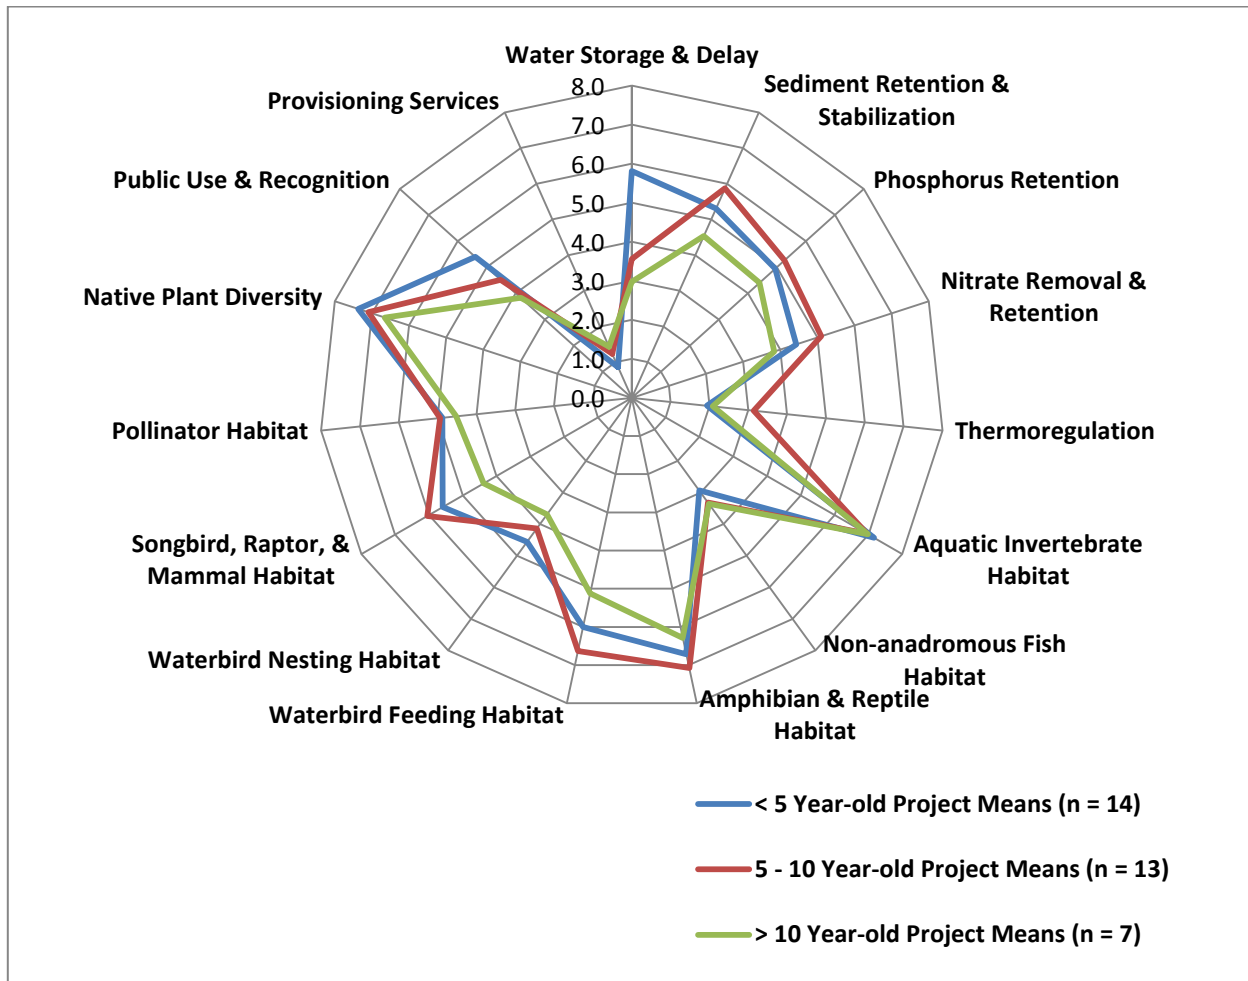 Water Storage & Delay
Sediment Retention &
Stabilization
Phosphorus Retention
Nitrate Removal &
Retention
Thermoregulation
Aquatic Invertebrate
Habitat
Non-anadromous Fish
Habitat
Amphibian & Reptile
Habitat
Waterbird Feeding Habitat
Waterbird Nesting Habitat
Songbird, Raptor, &
Mammal Habitat
Pollinator Habitat
Native Plant Diversity
Public Use & Recognition
Provisioning Services
8.0
7.0
6.0
5.0
4.0
3.0
2.0
1.0
0.0
< 5 Year-old Project Means (n = 14)
5 - 10 Year-old Project Means (n = 13)
> 10 Year-old Project Means (n = 7)